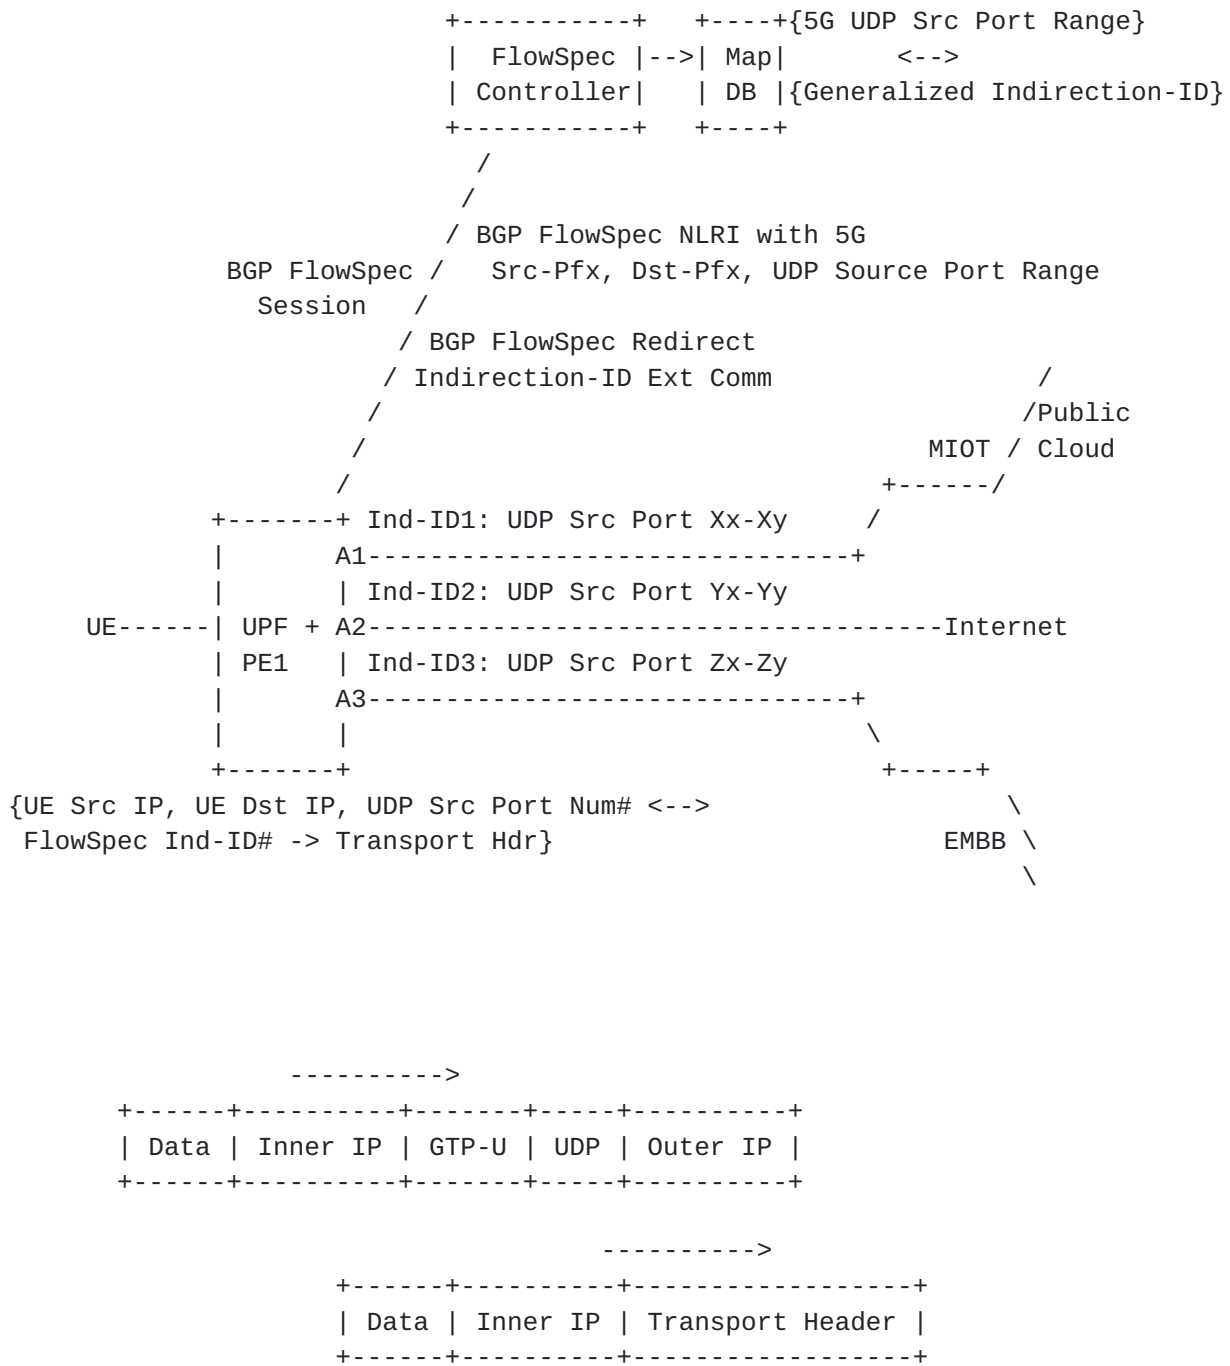 +-----------+   +----+{5G UDP Src Port Range}
                            |  FlowSpec |-->| Map|       <-->
                            | Controller|   | DB |{Generalized Indirection-ID}
                            +-----------+   +----+
                              /
                             /
                            / BGP FlowSpec NLRI with 5G
              BGP FlowSpec /   Src-Pfx, Dst-Pfx, UDP Source Port Range
                Session   /
                         / BGP FlowSpec Redirect
                        / Indirection-ID Ext Comm                 /
                       /                                         /Public
                      /                                    MIOT / Cloud
                     /                                  +------/
             +-------+ Ind-ID1: UDP Src Port Xx-Xy     /
             |       A1-------------------------------+
             |       | Ind-ID2: UDP Src Port Yx-Yy
     UE------| UPF + A2-------------------------------------Internet
             | PE1   | Ind-ID3: UDP Src Port Zx-Zy
             |       A3-------------------------------+
             |       |                                 \
             +-------+                                  +-----+
{UE Src IP, UE Dst IP, UDP Src Port Num# <-->                   \
 FlowSpec Ind-ID# -> Transport Hdr}                         EMBB \
                                                                 \
                  ---------->
       +------+----------+-------+-----+----------+
       | Data | Inner IP | GTP-U | UDP | Outer IP |
       +------+----------+-------+-----+----------+
                                      ---------->
                     +------+----------+------------------+
                     | Data | Inner IP | Transport Header |
                     +------+----------+------------------+